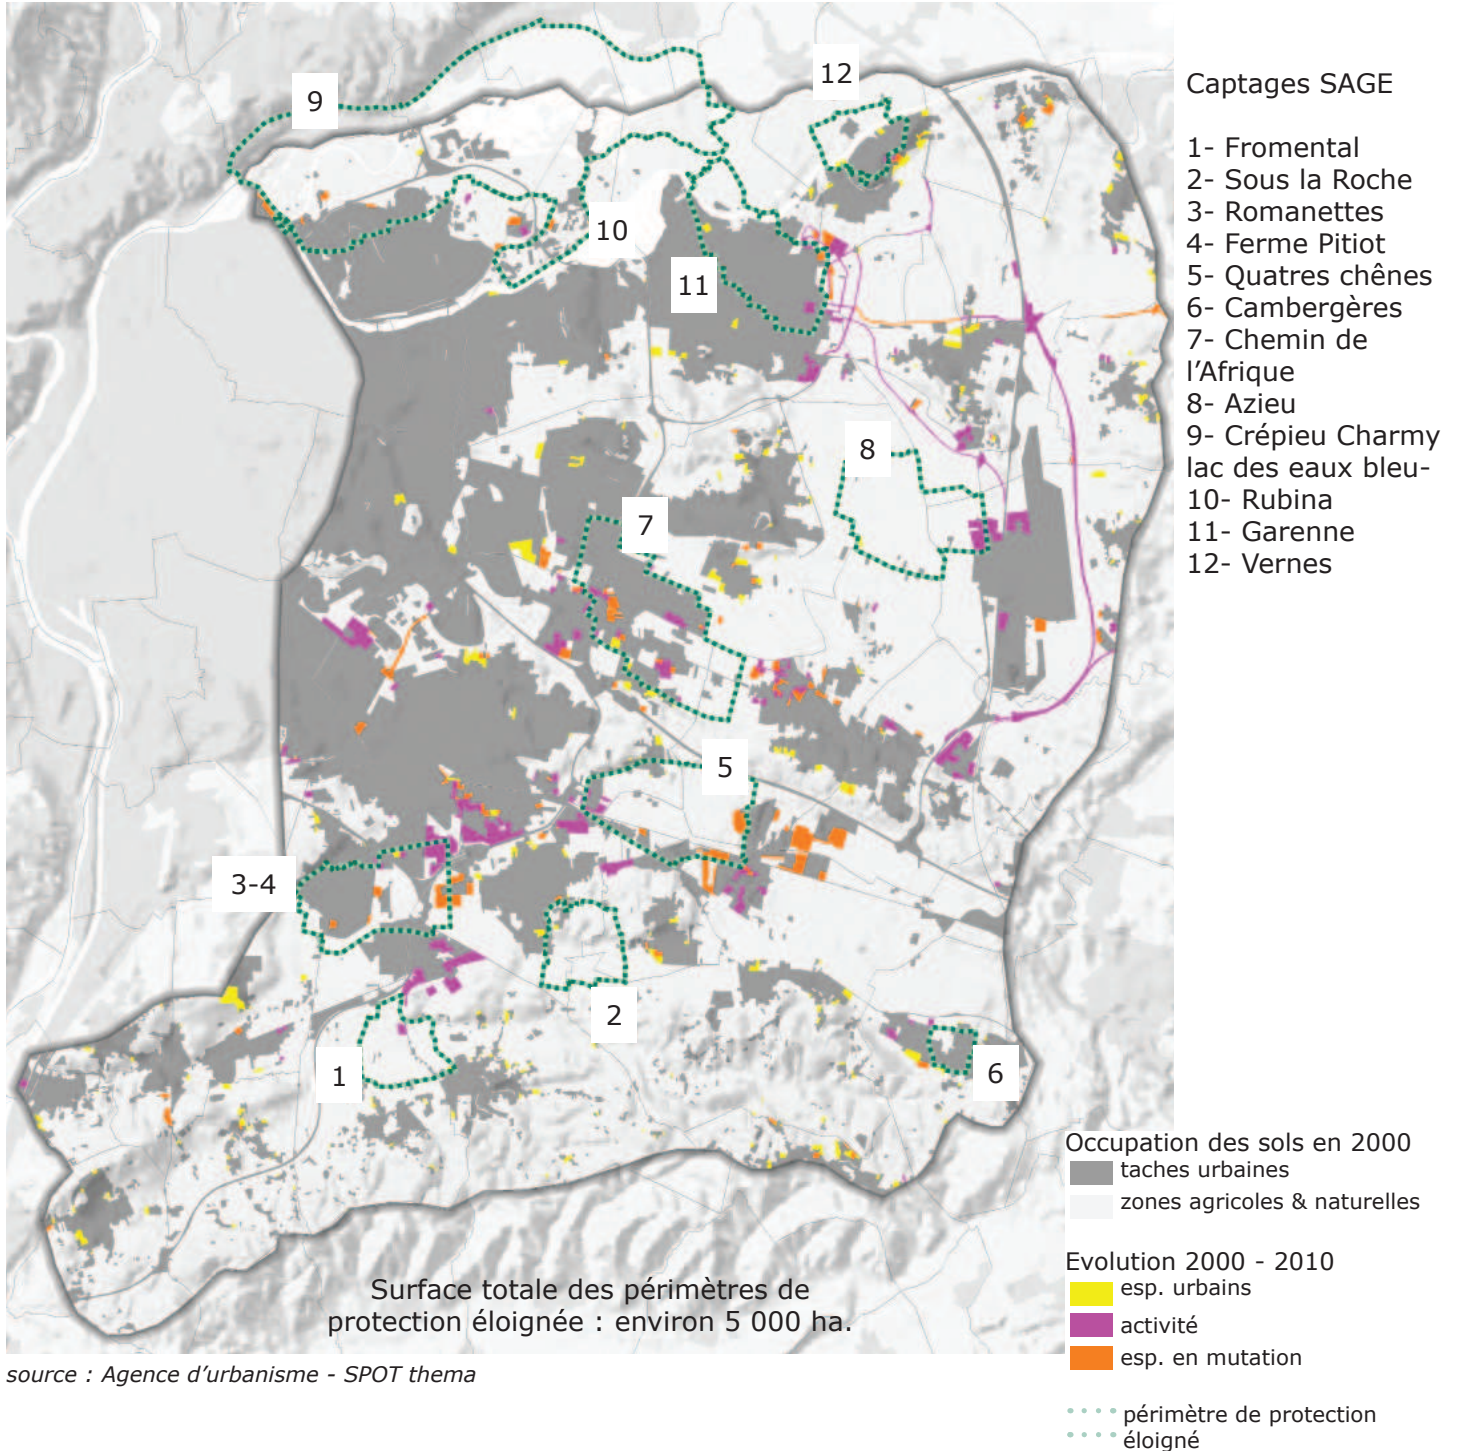 9
12
10
11
8
7
5
3-4
2
1
6
Surface totale des périmètres de
protection éloignée : environ 5 000 ha.
source : Agence d'urbanisme - SPOT thema
Captages SAGE
1- Fromental
2- Sous la Roche
3- Romanettes
4- Ferme Pitiot
5- Quatres chênes
6- Cambergères
7- Chemin de
l'Afrique
8- Azieu
9- Crépieu Charmy
lac des eaux bleu-
10- Rubina
11- Garenne
12- Vernes
Occupation des sols en 2000
taches urbaines
zones agricoles & naturelles
Evolution 2000 - 2010
esp. urbains
activité
esp. en mutation
périmètre de protection
éloigné